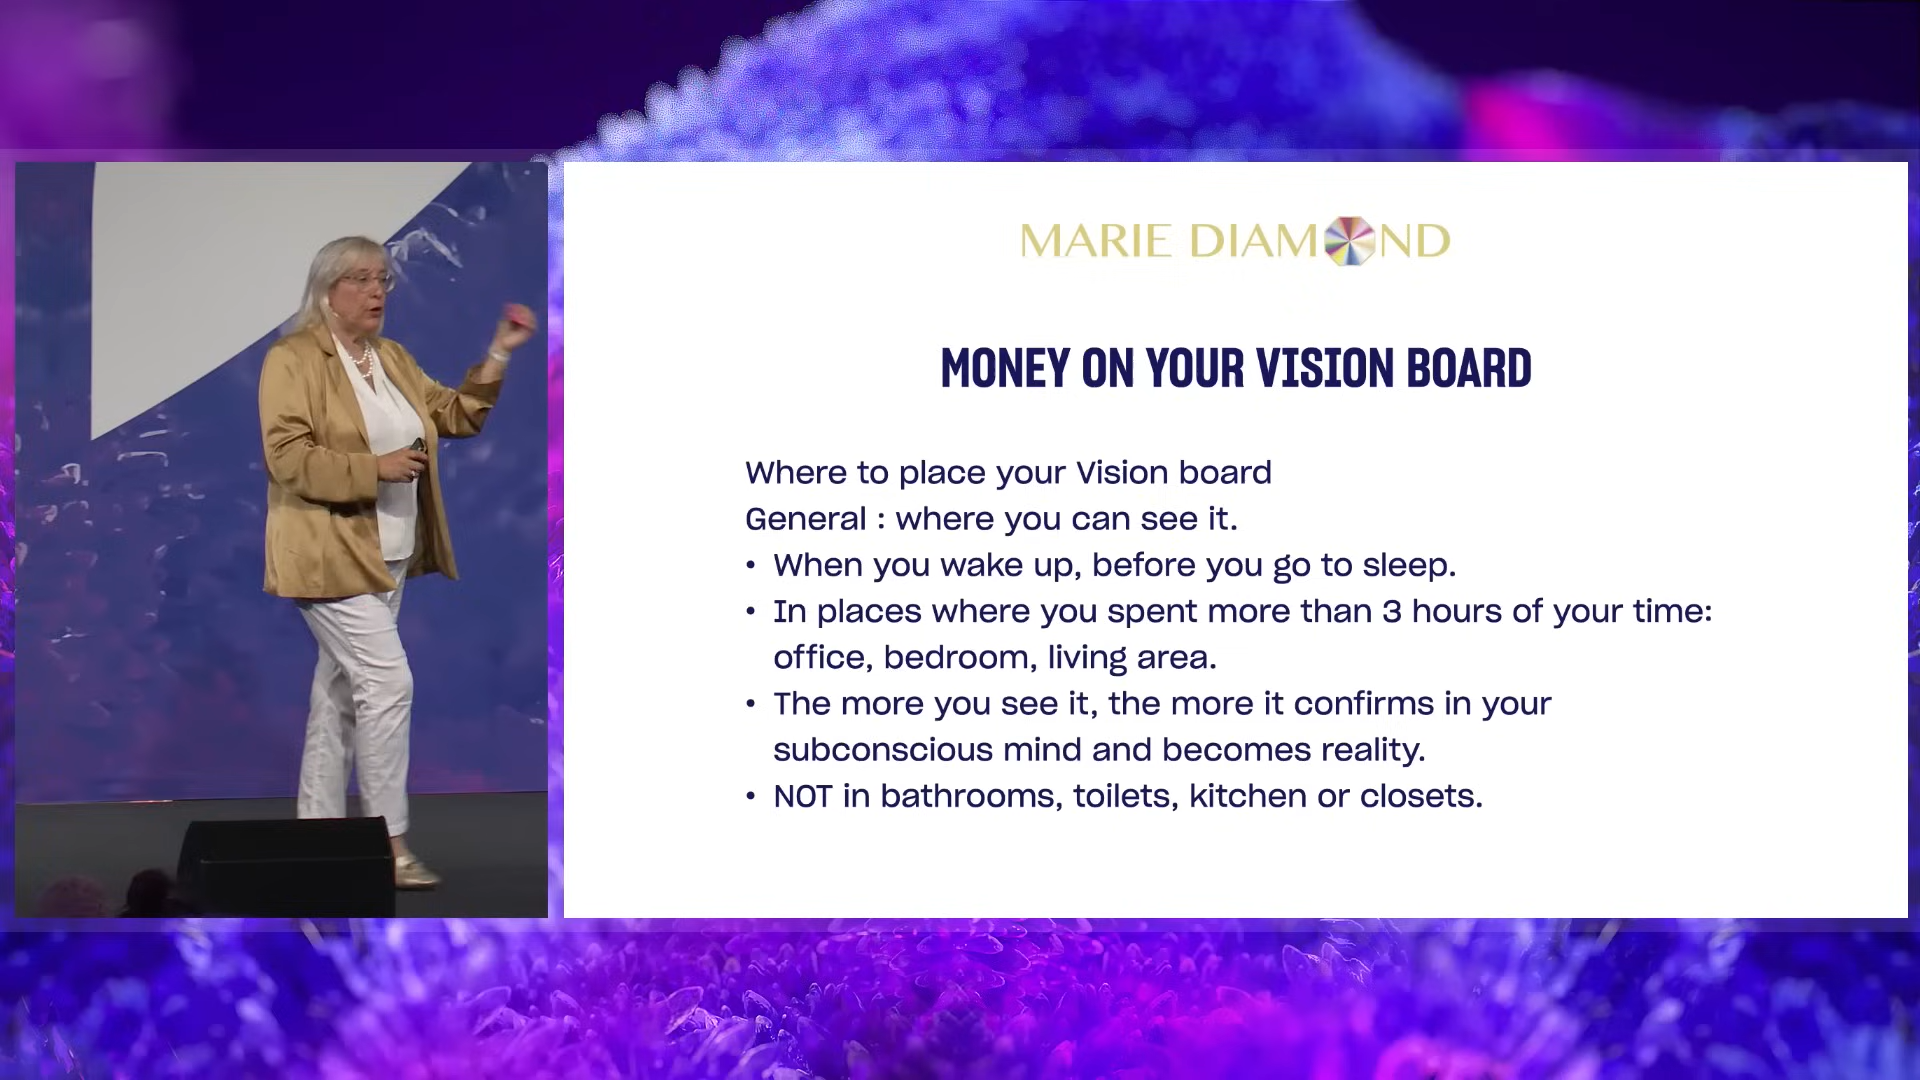 MARIE DIAMOND
MONEY ON YOUR VISION BOARD
Where to place your Vision board
General : where you can see it.
• When you wake up, before you go to sleep.
• In places where you spent more than 3 hours of your time:
office, bedroom, living area.
• The more you see it, the more it confirms in your
subconscious mind and becomes reality.
• NOT in bathrooms, toilets, kitchen or closets.